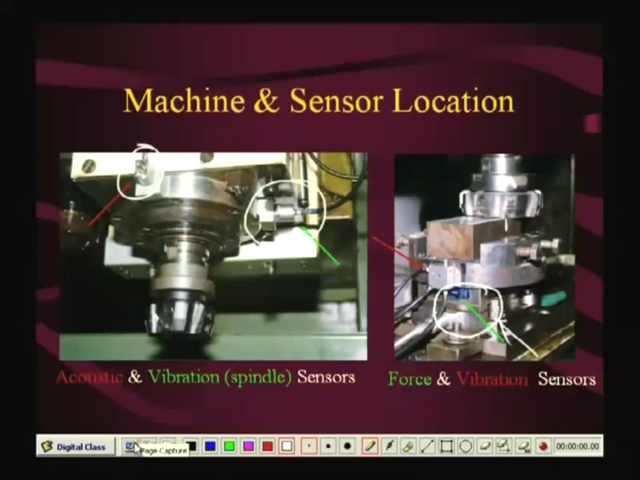 Machine & Sensor Location
Acoustic & Vibration (spindle) Sensors
Force & Vibration Sensors
Digital Class
Page Capture
00:00:00.00